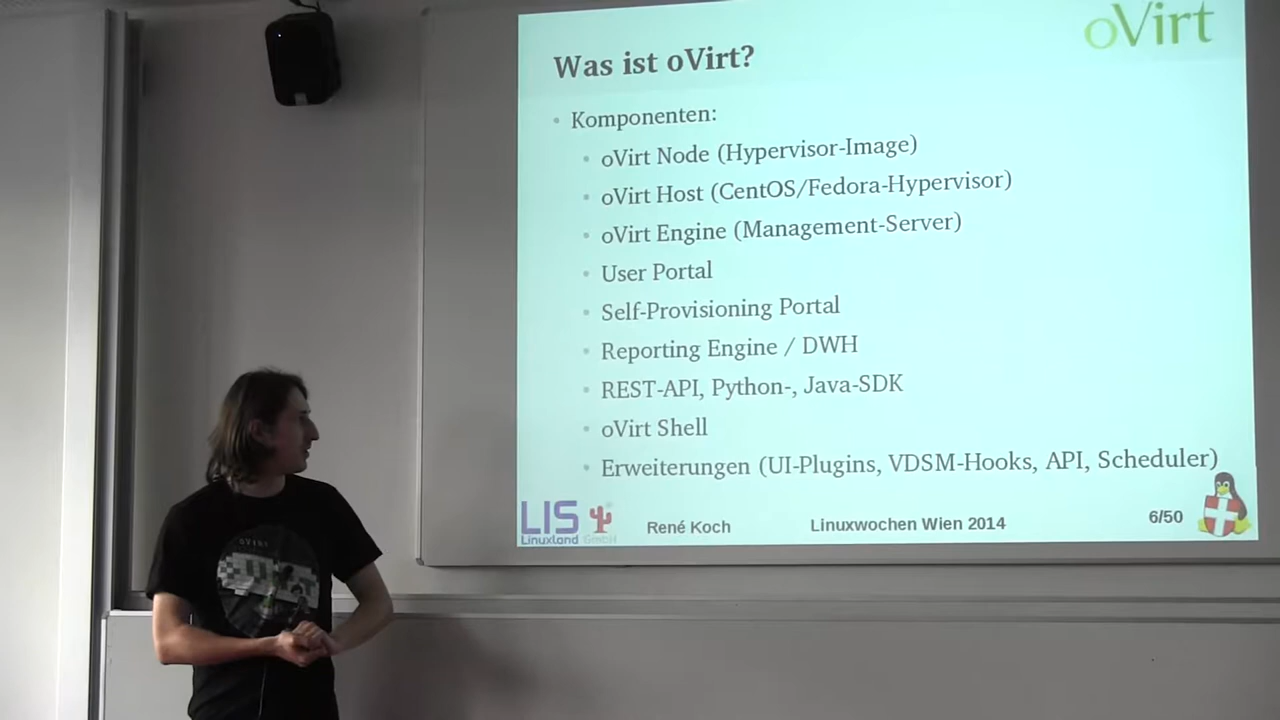 oVirt
Was ist oVirt?
Komponenten:
oVirt Node (Hypervisor-Image)
oVirt Host (CentOS/Fedora-Hypervisor)
oVirt Engine (Management-Server)
User Portal
Self-Provisioning Portal
Reporting Engine / DWH
REST-API, Python-, Java-SDK
oVirt Shell
Erweiterungen (UI-Plugins, VDSM-Hooks, API, Scheduler)
LIS
Linuxland GmbH
René Koch
Linuxwochen Wien 2014
6/50